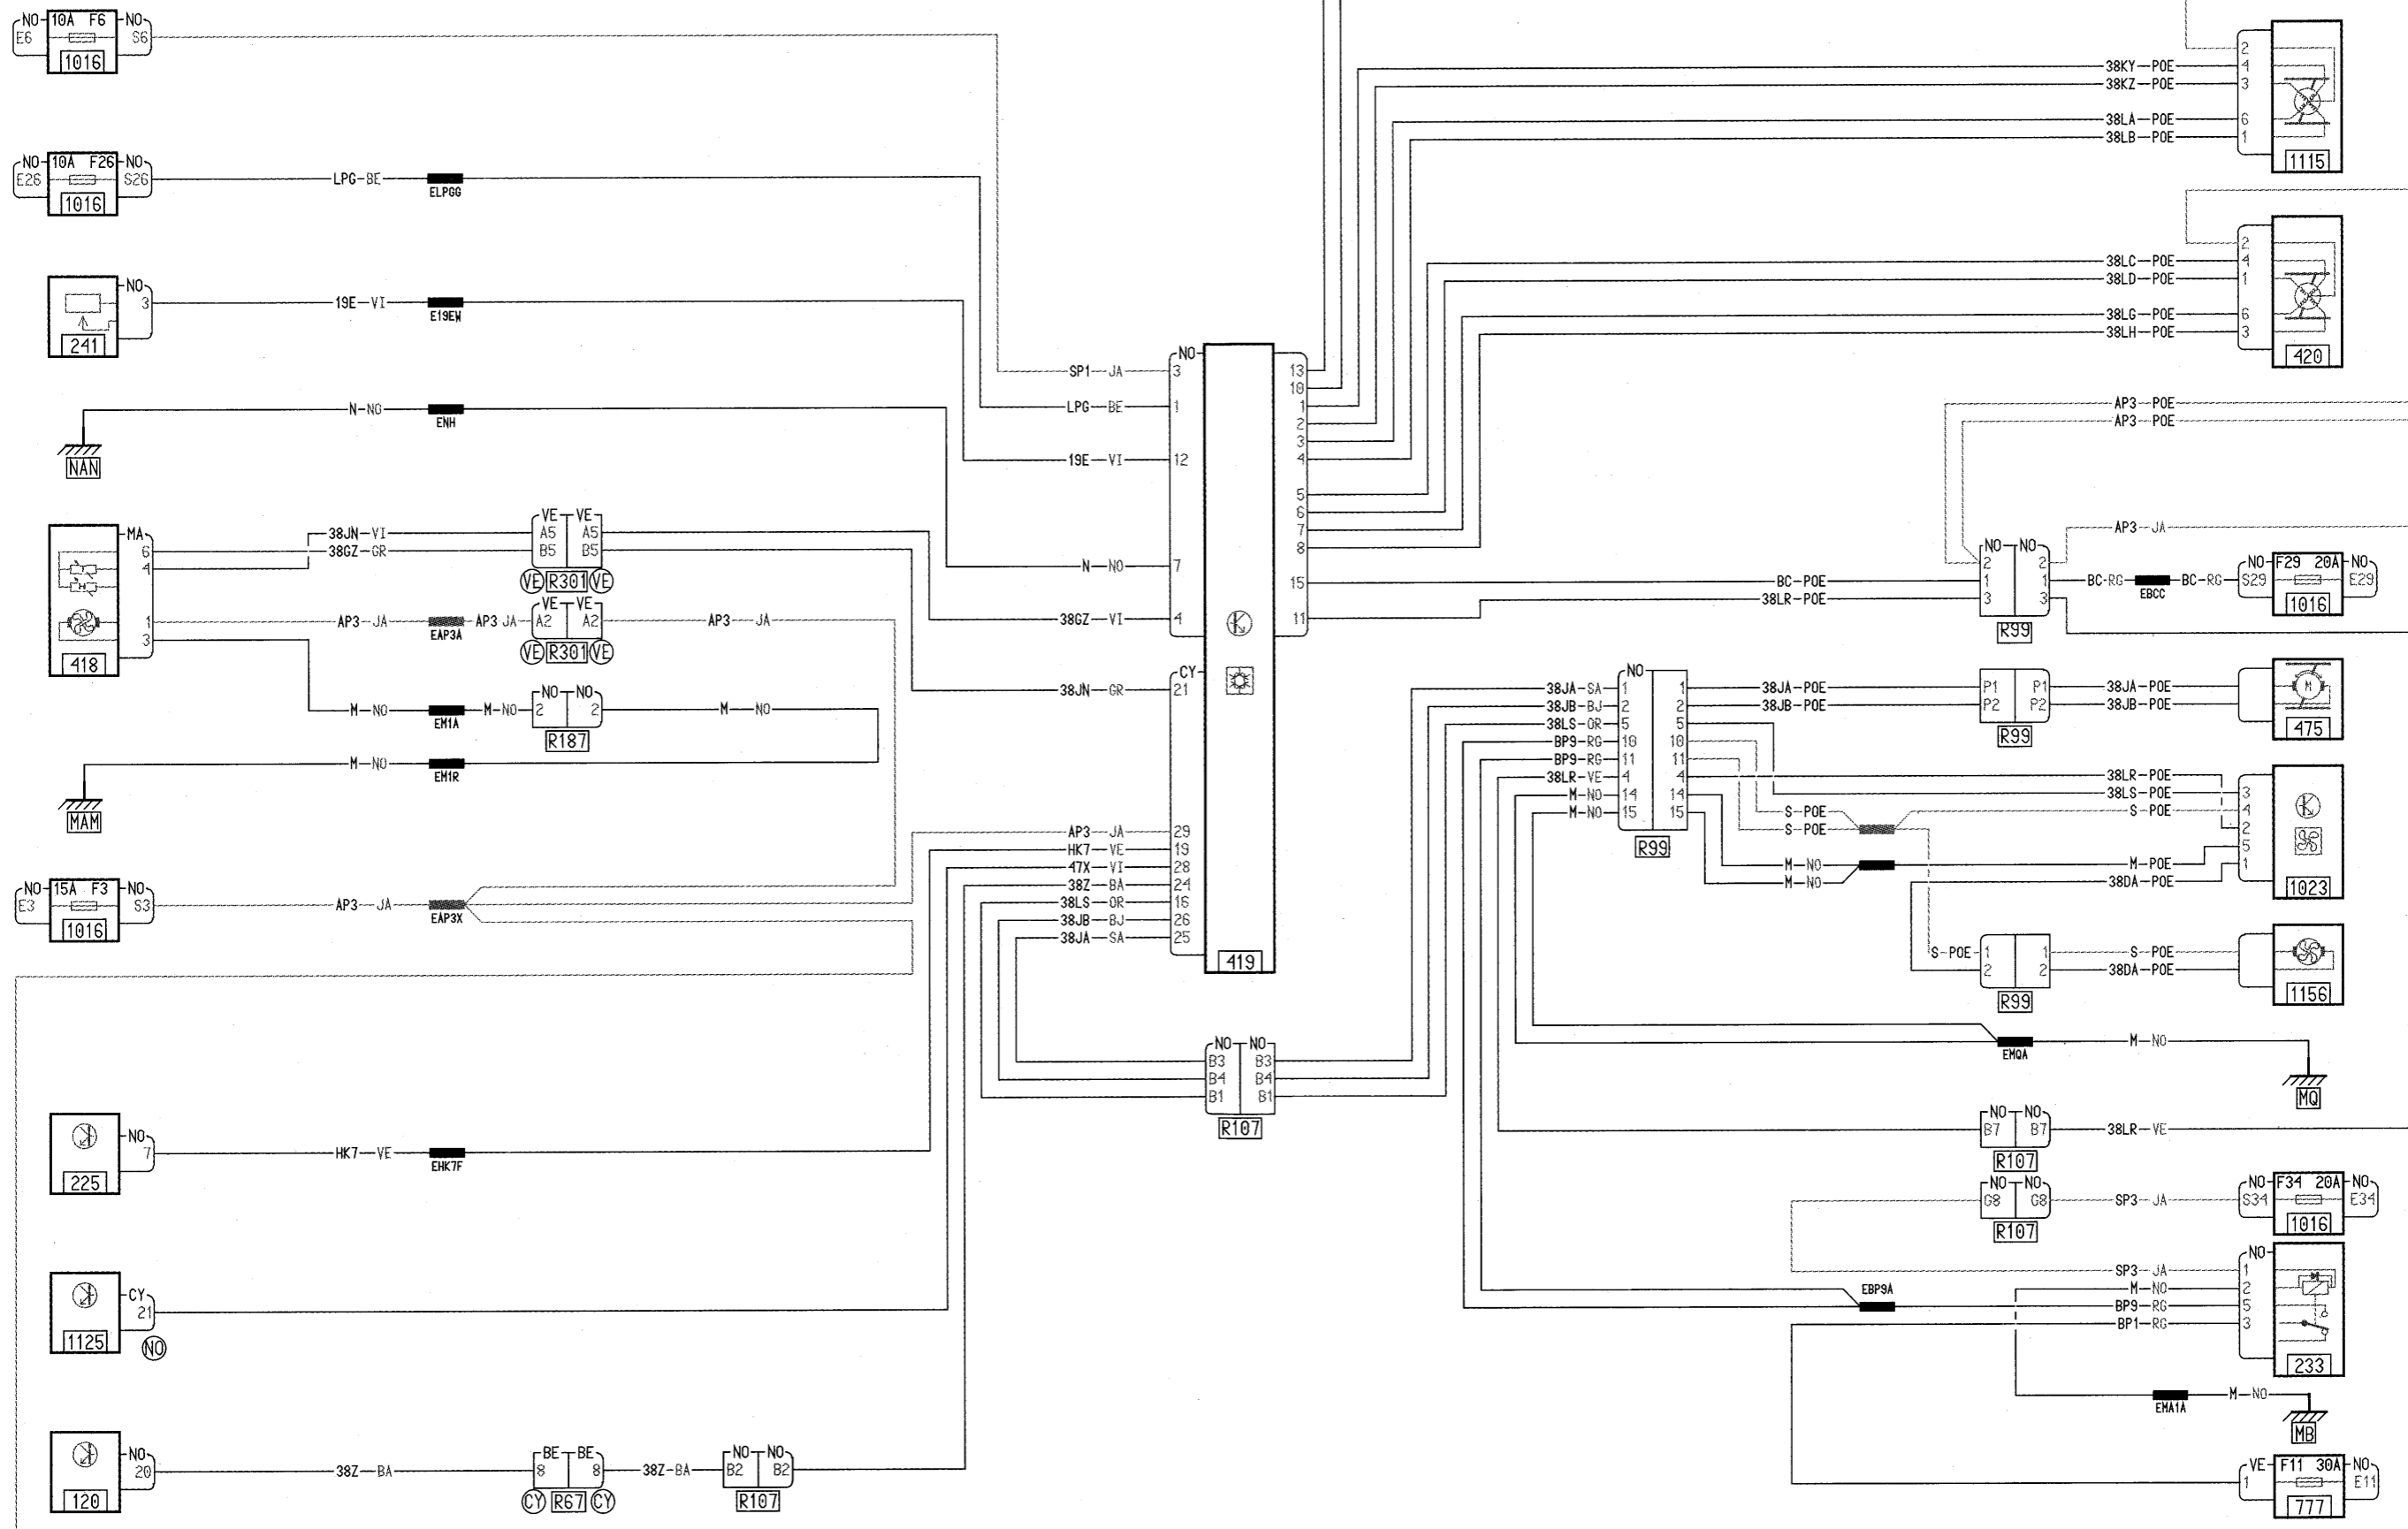 NO 10A F6 NO
E6 S6
1016
NO 10A F26 NO
E26 S26
1016
LPG BE
ELPGG
NO
3
241
19E VI
E19EW
N NO
ENH
NAN
MA
6
4
1
3
418
38JN VI
38GZ GR
VE VE
A5 A5
B5 B5
VE R301 VE
AP3 JA
EAP3A
AP3 JA
VE VE
A2 A2
VE R301 VE
AP3 JA
M NO
EM1A
M NO
NO NO
2 2
R187
M NO
M NO
EM1R
MAM
NO 15A F3 NO
E3 S3
1016
AP3 JA
EAP3X
NO
7
225
HK7 VE
EHK7F
CY
21
1125
NO
NO
20
120
38Z BA
BE BE
8 8
CY R67 CY
38Z BA
NO NO
B2 B2
R107
NO
SP1 JA 3
LPG BE 1
19E VI 12
N NO 7
38GZ VI 4
CY
38JN GR 21
AP3 JA 29
HK7 VE 19
47X VI 28
38Z BA 24
38LS OR 16
38JB BJ 26
38JA SA 25
419
13
10
1
2
3
4
5
6
7
8
15
11
NO NO
B3 B3
B4 B4
B1 B1
R107
38KY POE 4
38KZ POE 3
38LA POE 6
38LB POE 1
2
1115
2
38LC POE 4
38LD POE 1
38LG POE 6
38LH POE 3
420
AP3 POE
AP3 POE
AP3 JA
BC POE
38LR POE
NO NO
2 2
1 1
3 3
R99
BC RG
EBCC
BC RG
NO F29 20A NO
S29 E29
1016
NO
38JA SA 1 1
38JB BJ 2 2
38LS OR 5 5
BP9 RG 10 10
BP9 RG 11 11
38LR VE 4 4
M NO 14 14
M NO 15 15
R99
38JA POE
38JB POE
P1 P1
P2 P2
R99
38JA POE
38JB POE
M
475
38LR POE
38LS POE 3
S POE
S POE
S POE 4
2
5
1
M NO
M NO
M POE
38DA POE
1023
S POE 1 1
2 2
R99
S POE
38DA POE
1156
EMQA
M NO
MQ
NO NO
B7 B7
R107
38LR VE
NO NO
G8 G8
R107
SP3 JA
NO F34 20A NO
S34 E34
1016
NO
SP3 JA 1
M NO 2
EBP9A
BP9 RG 5
BP1 RG 3
233
EMA1A
M NO
MB
VE F11 30A NO
1 E11
777